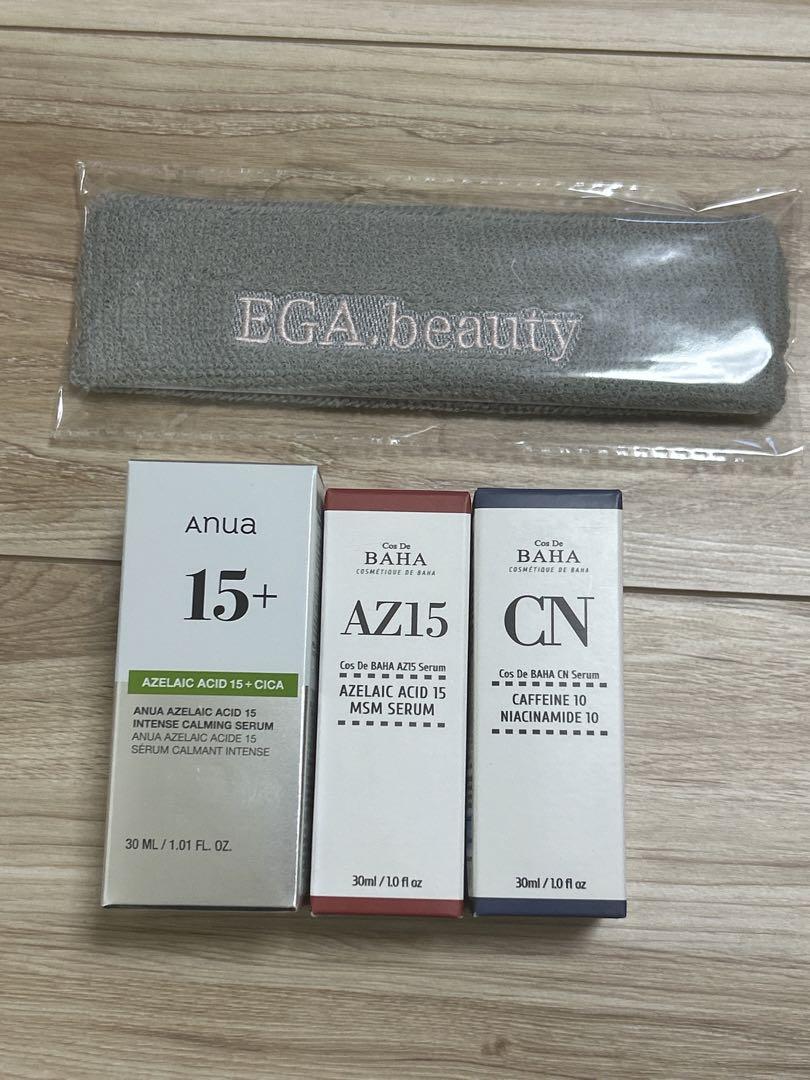 EGA.beauty
Anua
15+
AZELAIC ACID 15 + CICA
ANUA AZELAIC ACID 15
INTENSE CALMING SERUM
ANUA AZELAIC ACIDE 15
SÉRUM CALMANT INTENSE
30 ML / 1.01 FL. OZ.
Cos De
BAHA
COSMÉTIQUE DE BAHA
AZ15
Cos De BAHA AZ15 Serum
AZELAIC ACID 15
MSM SERUM
30ml / 1.0 fl oz
Cos De
BAHA
COSMÉTIQUE DE BAHA
CN
Cos De BAHA CN Serum
CAFFEINE 10
NIACINAMIDE 10
30ml / 1.0 fl oz